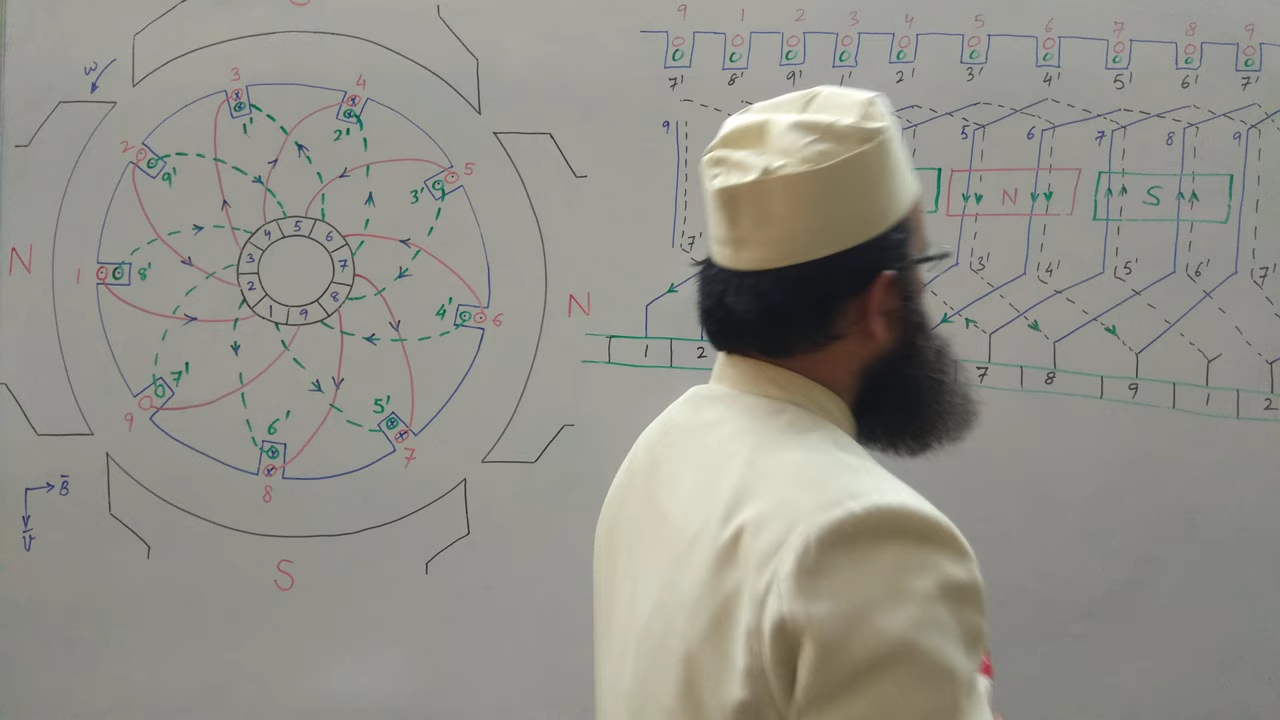 ω
3
4
1'
2'
2
9'
5
3'
N
1
8'
4'
6
N
1
2
3
4
5
6
7
8
9
9
7'
6'
5'
7
8
B̄
V̄
S
9 1 2 3 4 5 6 7 8 9
7' 8' 9' 1' 2' 3' 4' 5' 6' 7'
9 5 6 7 8 9
N S
7' 3' 4' 5' 6' 7'
1 2 7 8 9 1 2